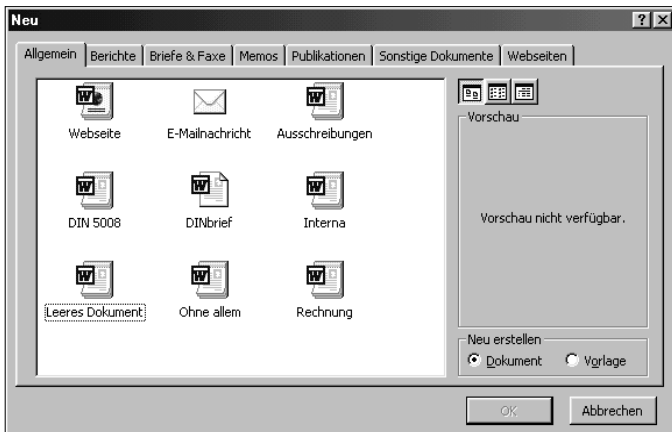 Neu
Allgemein Berichte Briefe & Faxe Memos Publikationen Sonstige Dokumente Webseiten
Webseite E-Mailnachricht Ausschreibungen
DIN 5008 DINbrief Interna
Leeres Dokument Ohne allem Rechnung
Vorschau
Vorschau nicht verfügbar.
Neu erstellen
Dokument Vorlage
OK Abbrechen